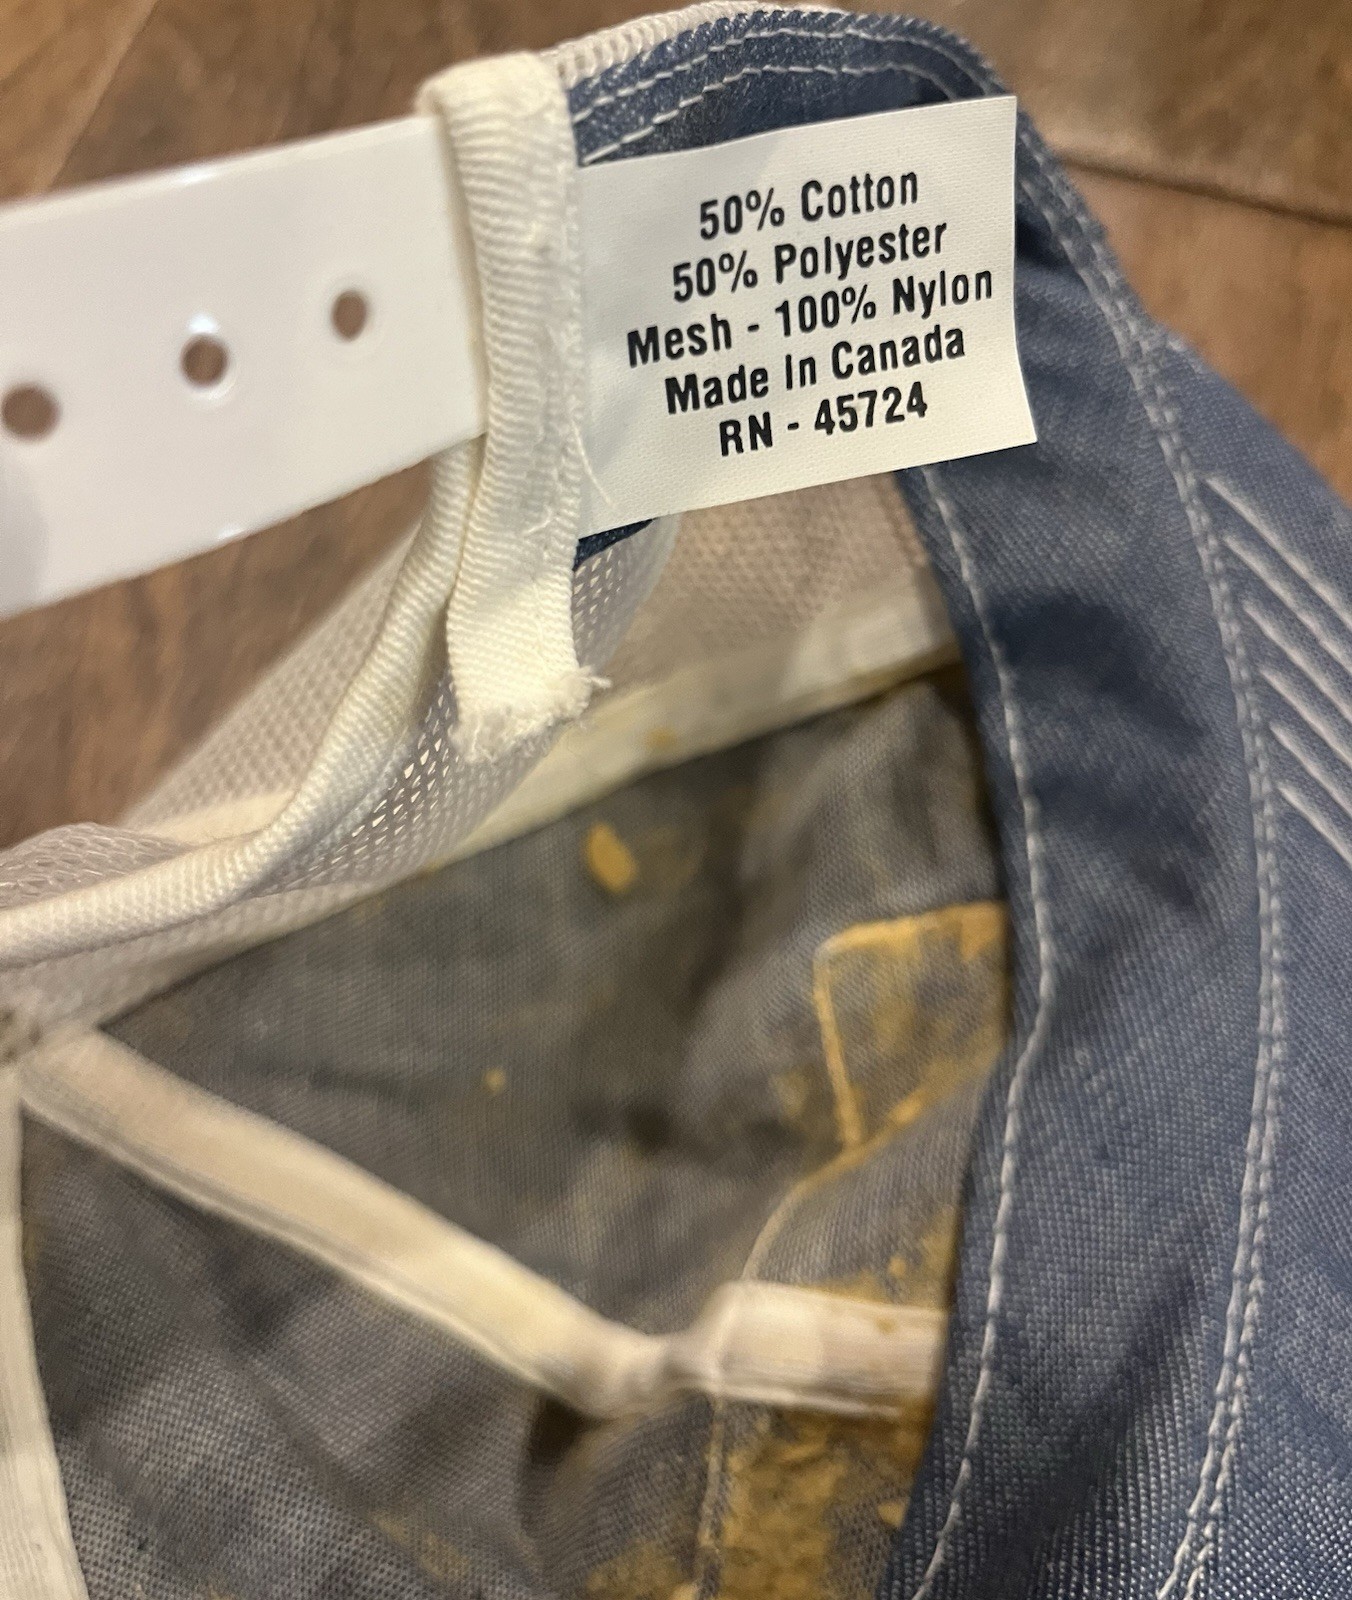 50% Cotton
50% Polyester
Mesh - 100% Nylon
Made In Canada
RN - 45724